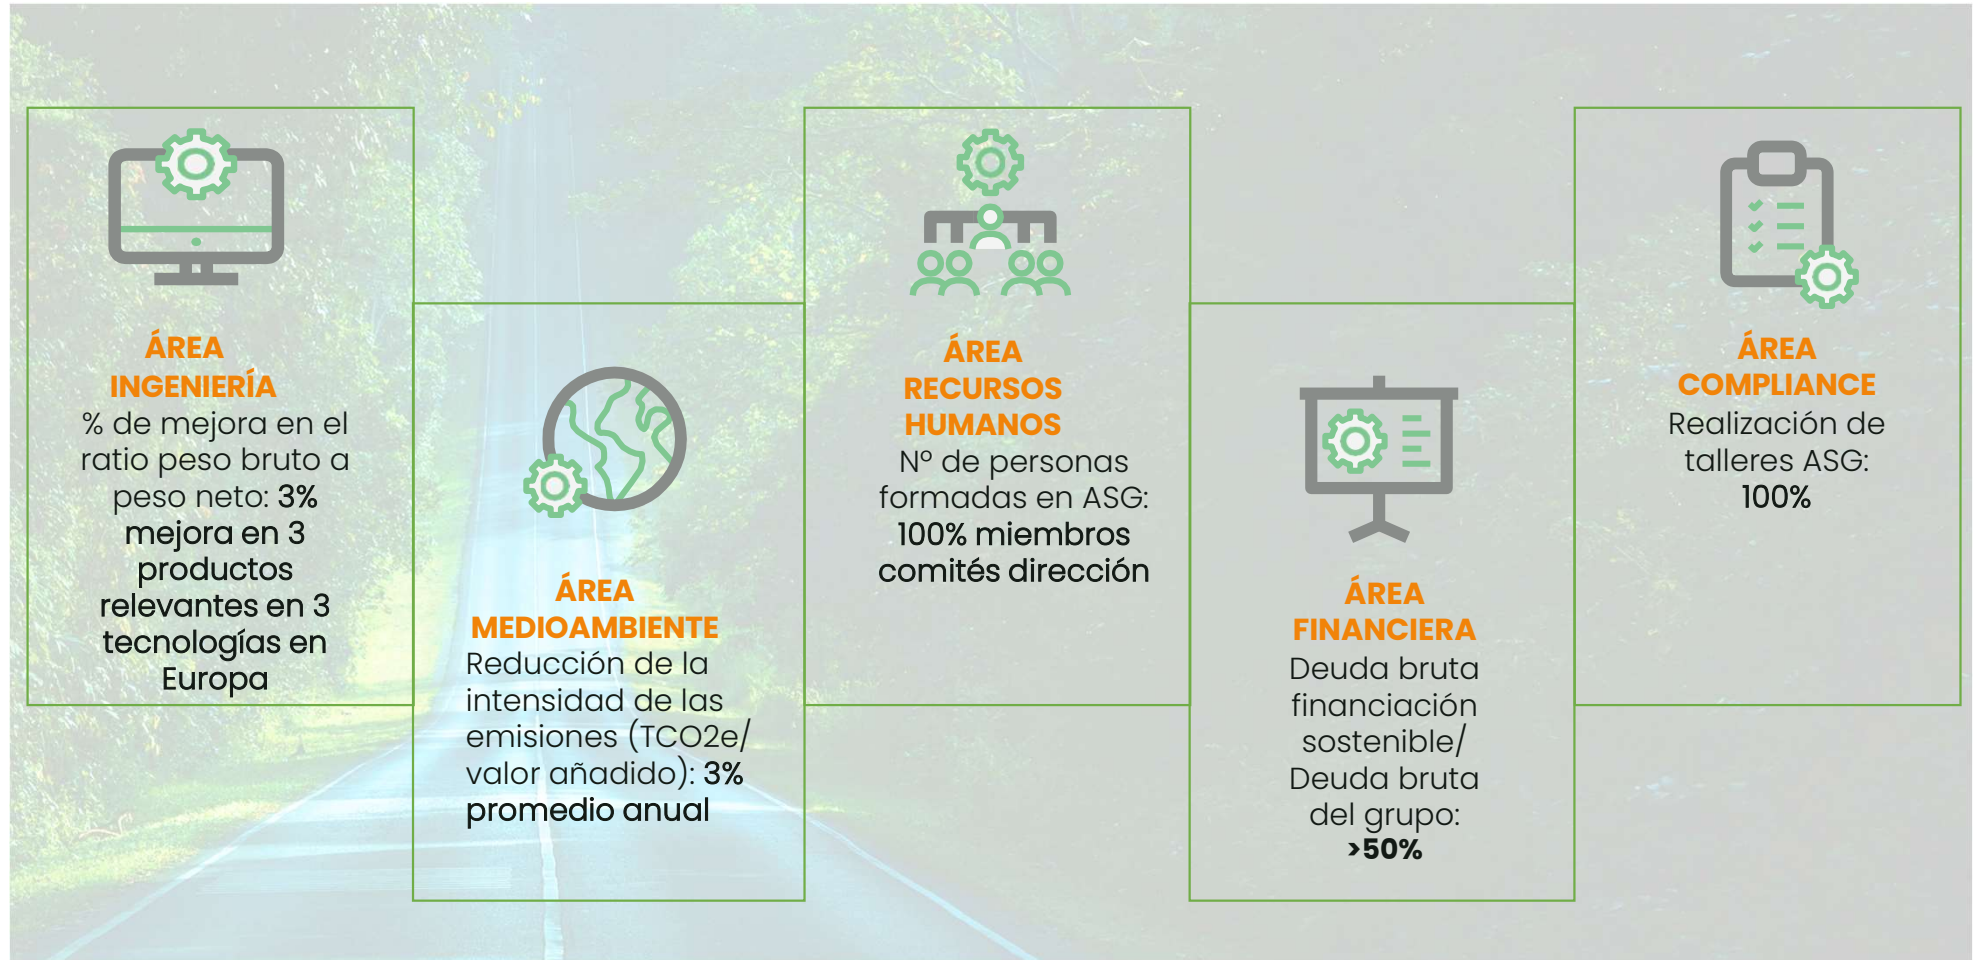 ÁREA
INGENIERÍA
% de mejora en el
ratio peso bruto a
peso neto: 3%
mejora en 3
productos
relevantes en 3
tecnologías en
Europa
ÁREA
MEDIOAMBIENTE
Reducción de la
intensidad de las
emisiones (TCO2e/
valor añadido): 3%
promedio anual
ÁREA
RECURSOS
HUMANOS
Nº de personas
formadas en ASG:
100% miembros
comités dirección
ÁREA
FINANCIERA
Deuda bruta
financiación
sostenible/
Deuda bruta
del grupo:
>50%
ÁREA
COMPLIANCE
Realización de
talleres ASG:
100%